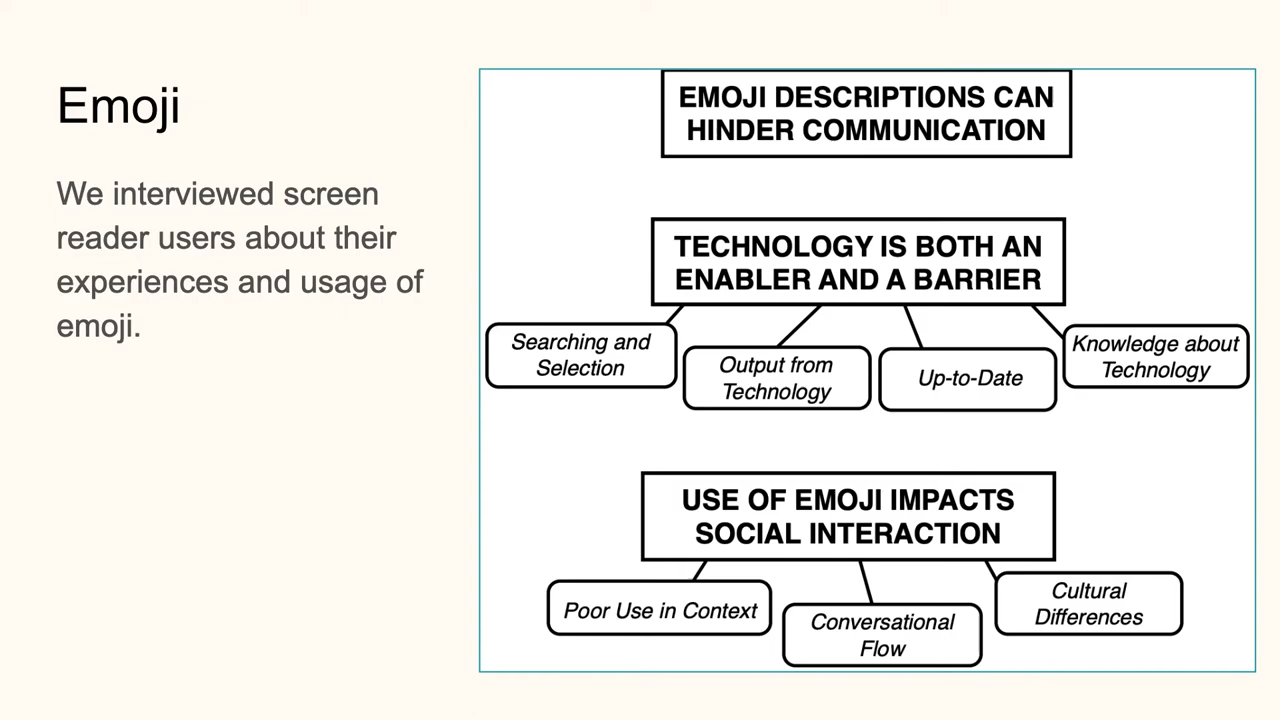 Emoji
We interviewed screen
reader users about their
experiences and usage of
emoji.
EMOJI DESCRIPTIONS CAN
HINDER COMMUNICATION
TECHNOLOGY IS BOTH AN
ENABLER AND A BARRIER
Searching and
Selection
Output from
Technology
Up-to-Date
Knowledge about
Technology
USE OF EMOJI IMPACTS
SOCIAL INTERACTION
Poor Use in Context
Conversational
Flow
Cultural
Differences